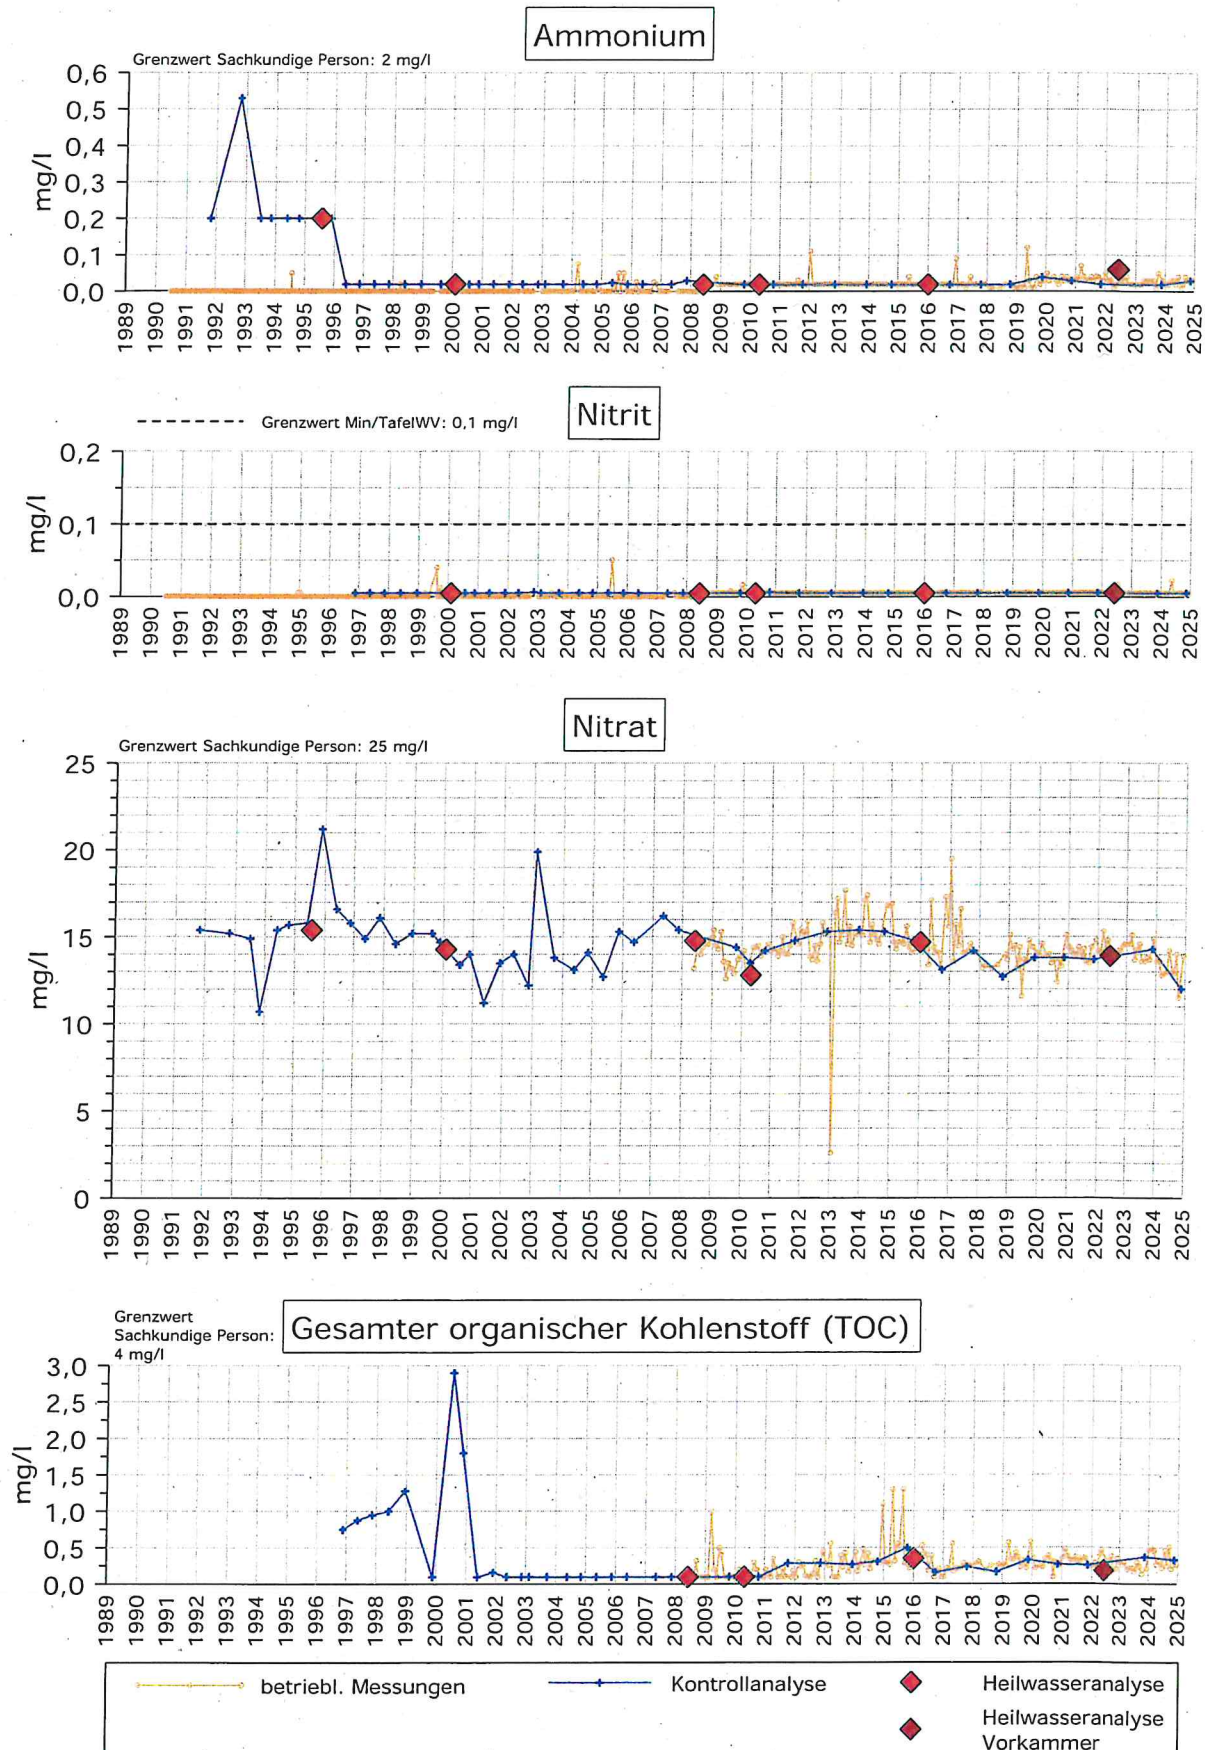 Ammonium
Grenzwert Sachkundige Person: 2 mg/l
mg/l
0,6
0,5
0,4
0,3
0,2
0,1
0,0
1989 1990 1991 1992 1993 1994 1995 1996 1997 1998 1999 2000 2001 2002 2003 2004 2005 2006 2007 2008 2009 2010 2011 2012 2013 2014 2015 2016 2017 2018 2019 2020 2021 2022 2023 2024 2025
Nitrit
Grenzwert Min/TafelWV: 0,1 mg/l
mg/l
0,2
0,1
0,0
1989 1990 1991 1992 1993 1994 1995 1996 1997 1998 1999 2000 2001 2002 2003 2004 2005 2006 2007 2008 2009 2010 2011 2012 2013 2014 2015 2016 2017 2018 2019 2020 2021 2022 2023 2024 2025
Nitrat
Grenzwert Sachkundige Person: 25 mg/l
mg/l
25
20
15
10
5
0
1989 1990 1991 1992 1993 1994 1995 1996 1997 1998 1999 2000 2001 2002 2003 2004 2005 2006 2007 2008 2009 2010 2011 2012 2013 2014 2015 2016 2017 2018 2019 2020 2021 2022 2023 2024 2025
Grenzwert
Sachkundige Person:
4 mg/l
Gesamter organischer Kohlenstoff (TOC)
mg/l
3,0
2,5
2,0
1,5
1,0
0,5
0,0
1989 1990 1991 1992 1993 1994 1995 1996 1997 1998 1999 2000 2001 2002 2003 2004 2005 2006 2007 2008 2009 2010 2011 2012 2013 2014 2015 2016 2017 2018 2019 2020 2021 2022 2023 2024 2025
betriebl. Messungen
Kontrollanalyse
Heilwasseranalyse
Heilwasseranalyse
Vorkammer